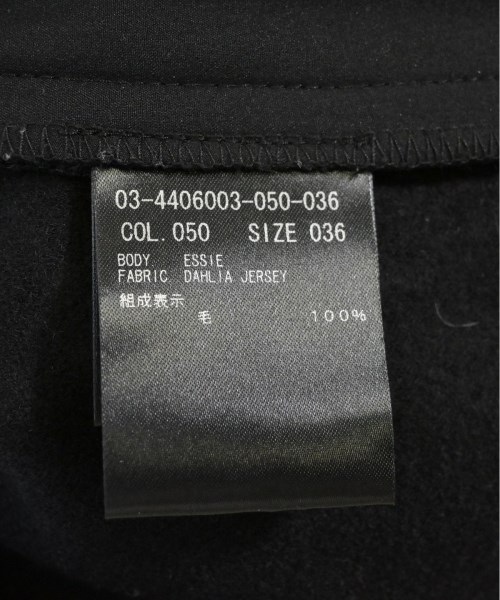 03-4406003-050-036
COL. 050 SIZE 036
BODY ESSIE
FABRIC DAHLIA JERSEY
組成表示
毛 100%